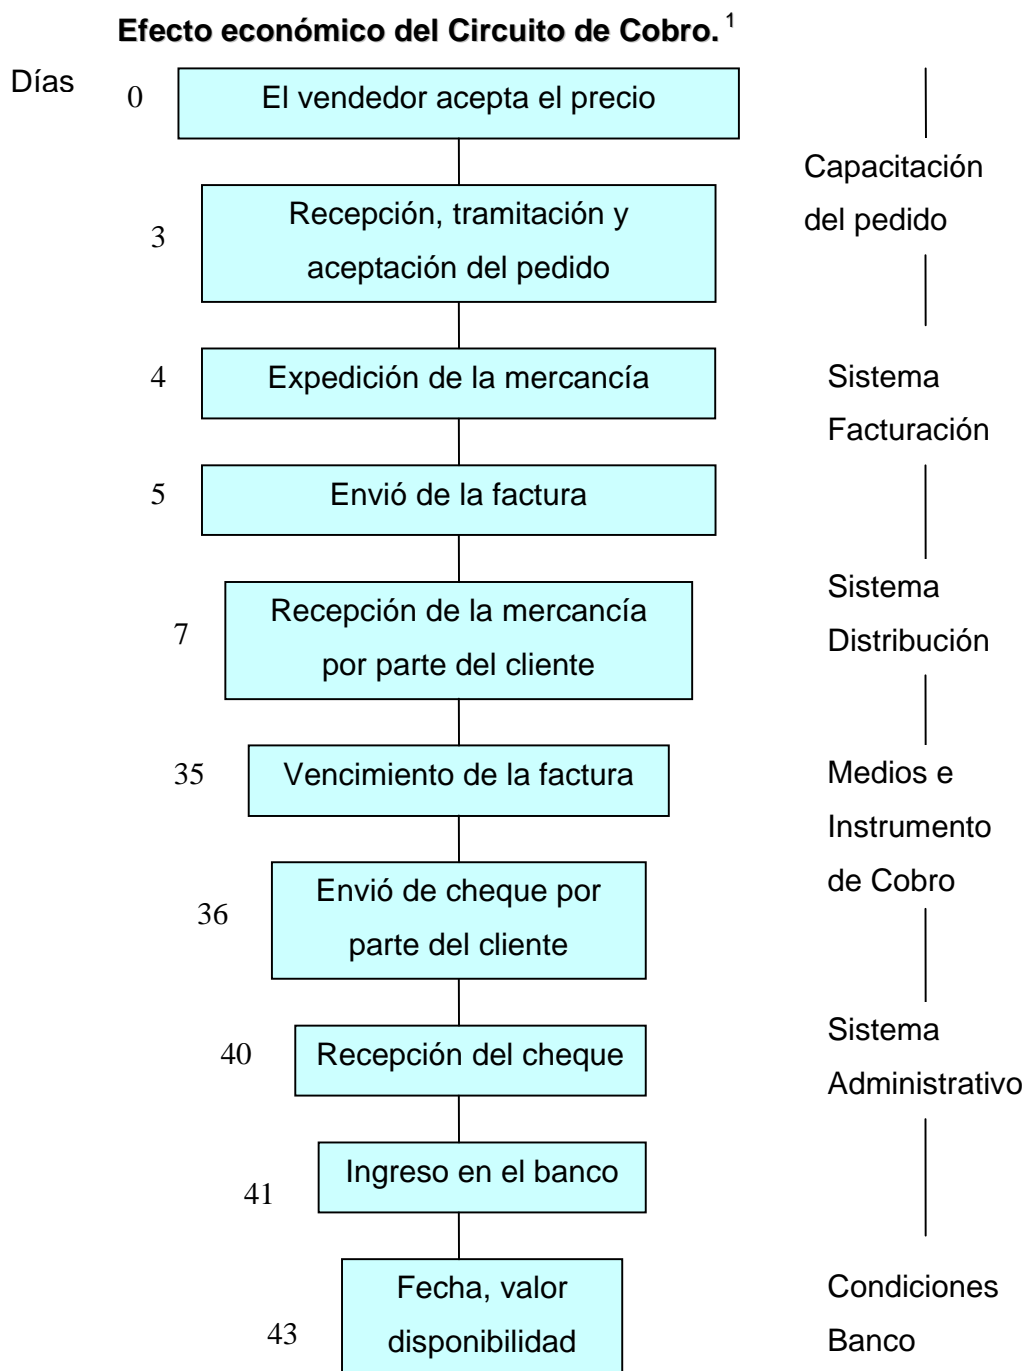 Efecto económico del Circuito de Cobro. 1
Días
0
El vendedor acepta el precio
Capacitación
del pedido
3
Recepción, tramitación y
aceptación del pedido
4
Expedición de la mercancía
Sistema
Facturación
5
Envió de la factura
7
Recepción de la mercancía
por parte del cliente
Sistema
Distribución
35
Vencimiento de la factura
Medios e
Instrumento
de Cobro
36
Envió de cheque por
parte del cliente
40
Recepción del cheque
Sistema
Administrativo
41
Ingreso en el banco
43
Fecha, valor
disponibilidad
Condiciones
Banco